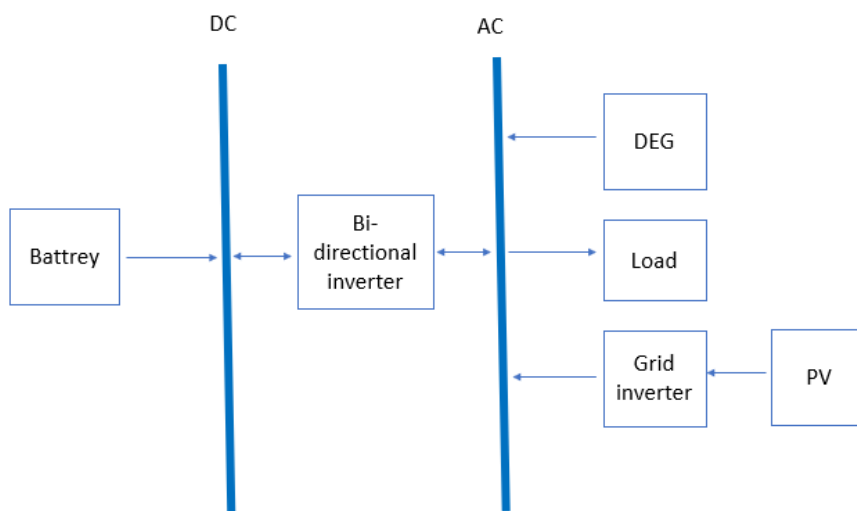 DC
AC
DEG
Battrey
Bi-
directional
inverter
Load
Grid
inverter
PV